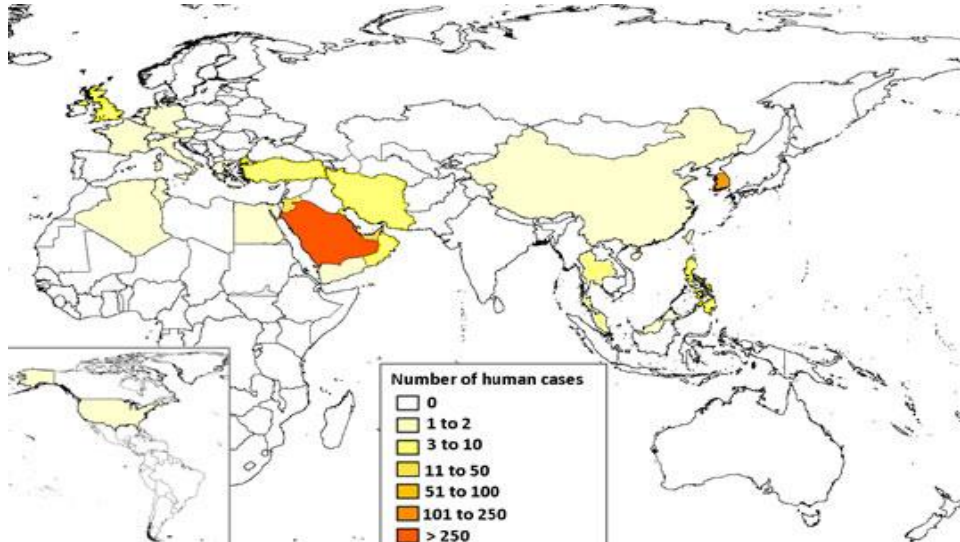 Number of human cases
0
1 to 2
3 to 10
11 to 50
51 to 100
101 to 250
> 250